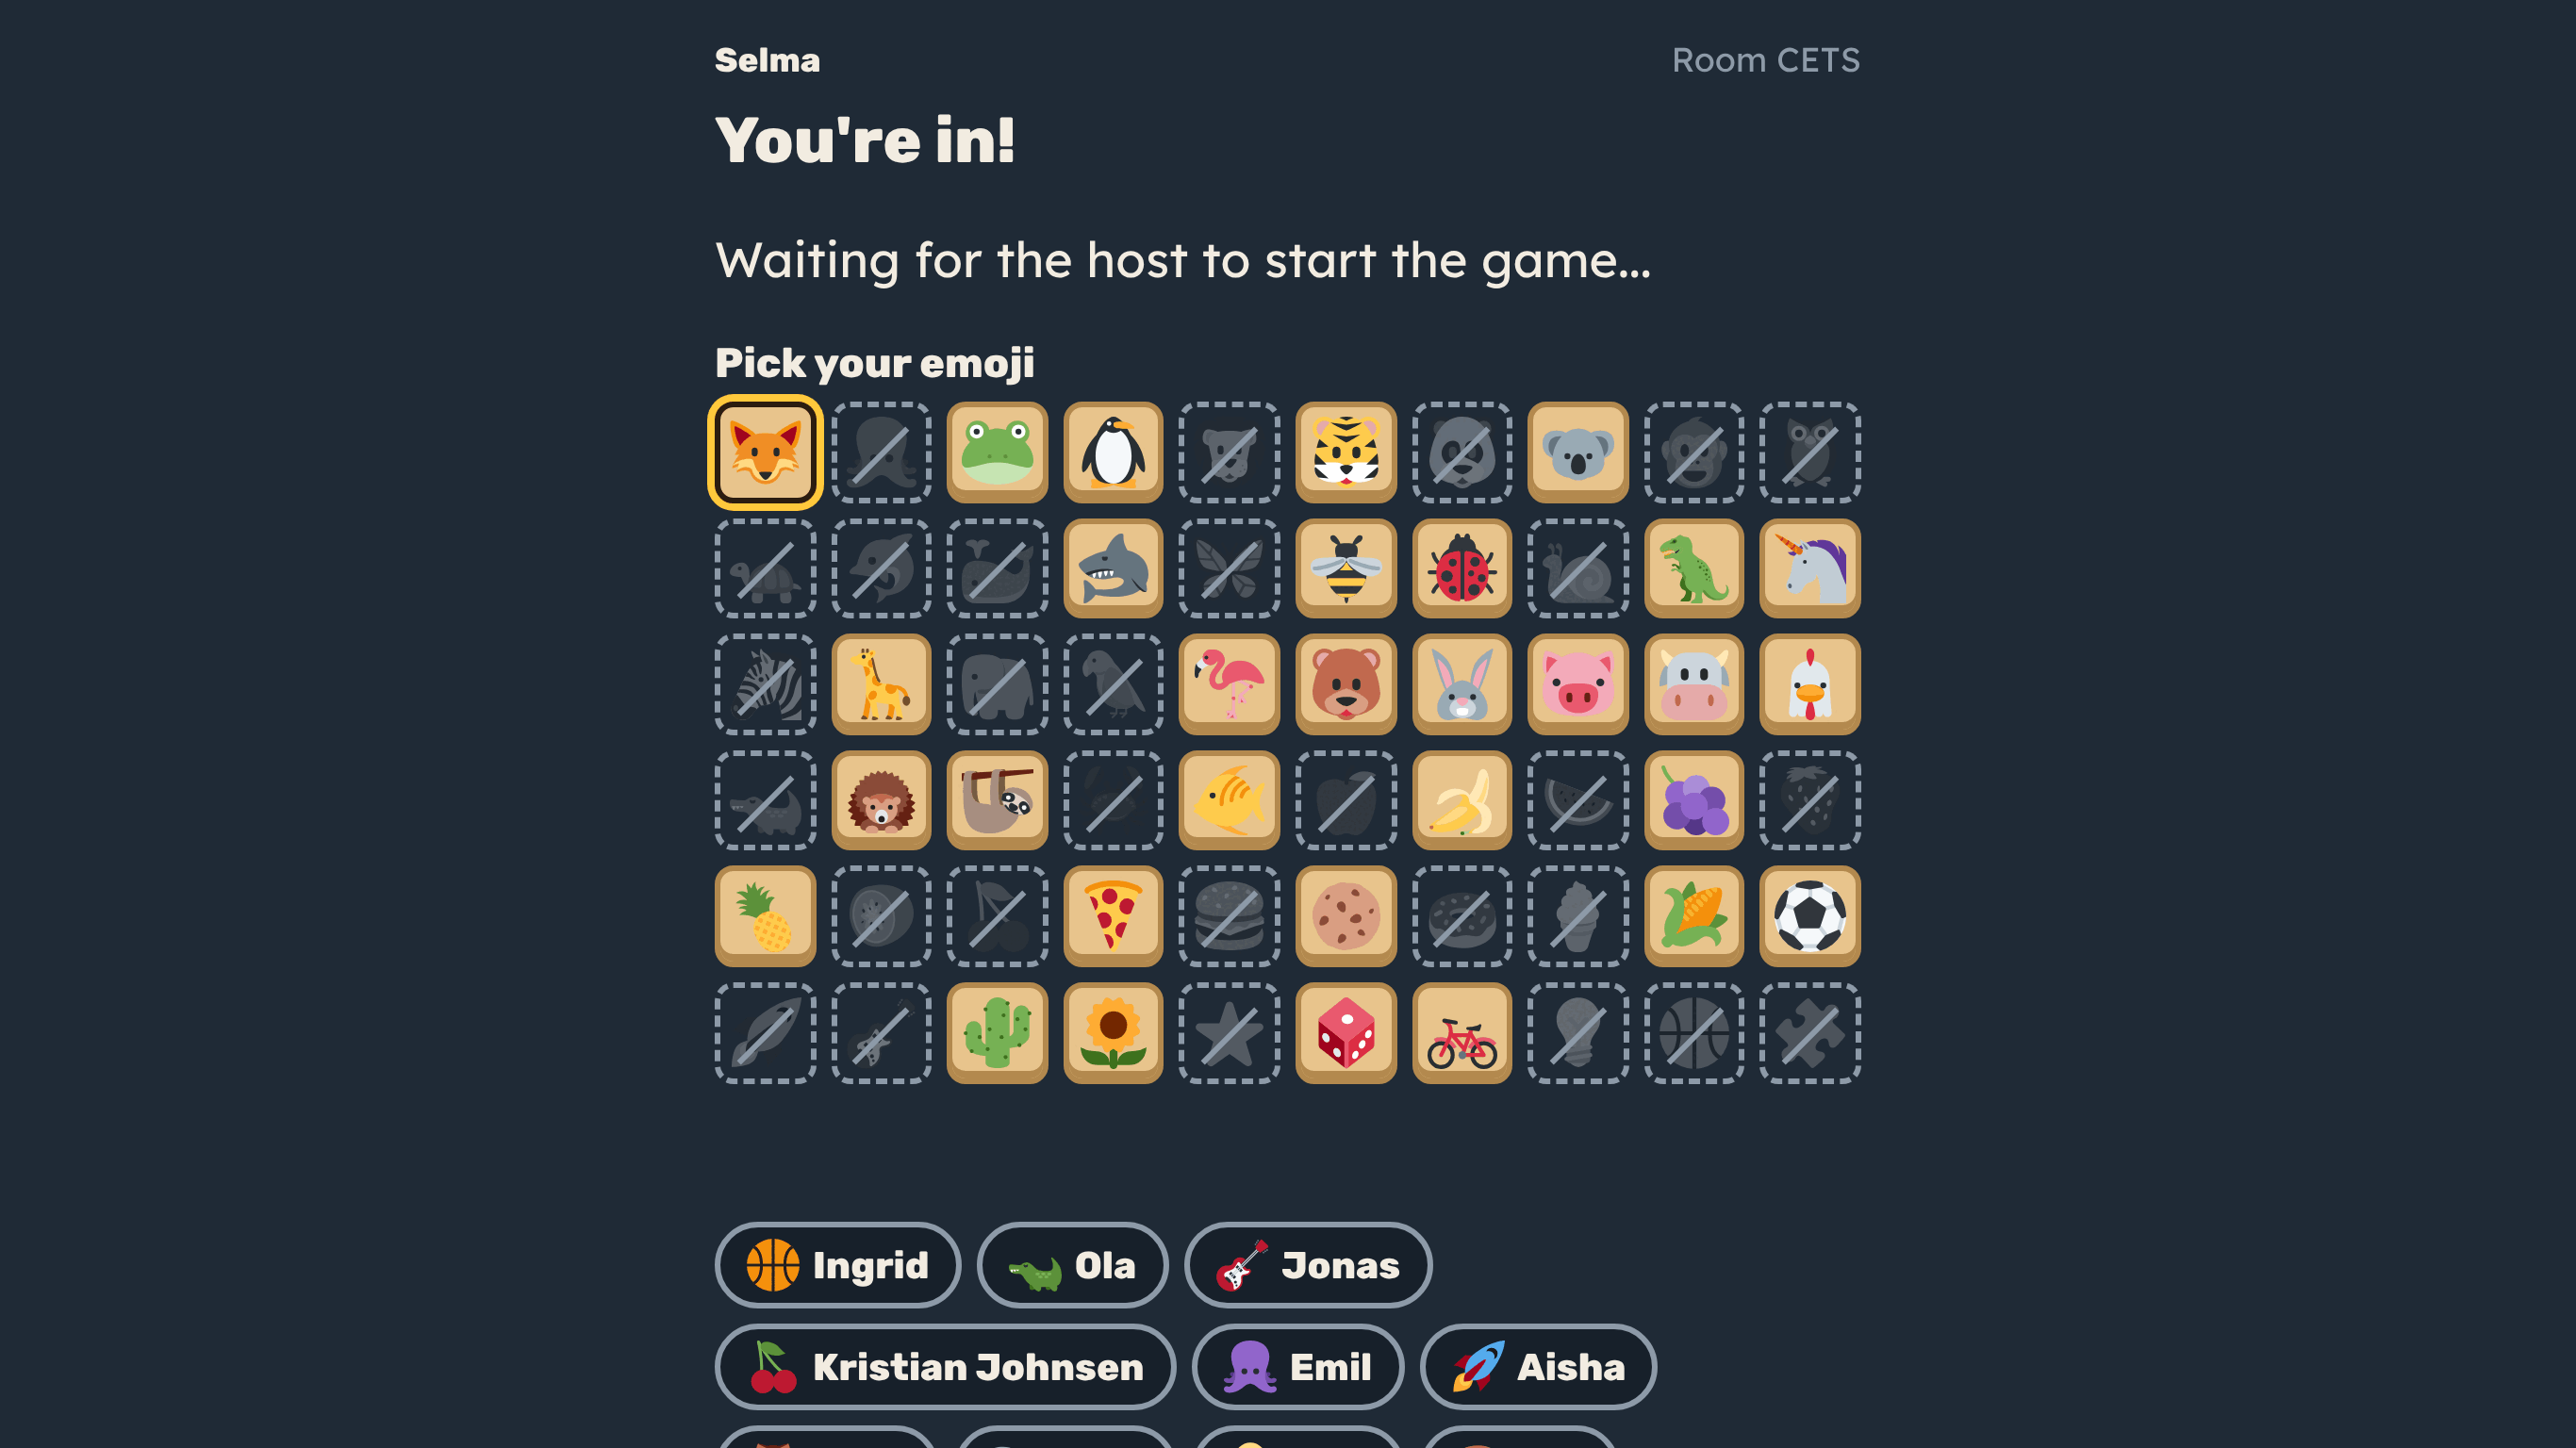 Selma
Room CETS
You're in!
Waiting for the host to start the game...
Pick your emoji
Ingrid
Ola
Jonas
Kristian Johnsen
Emil
Aisha